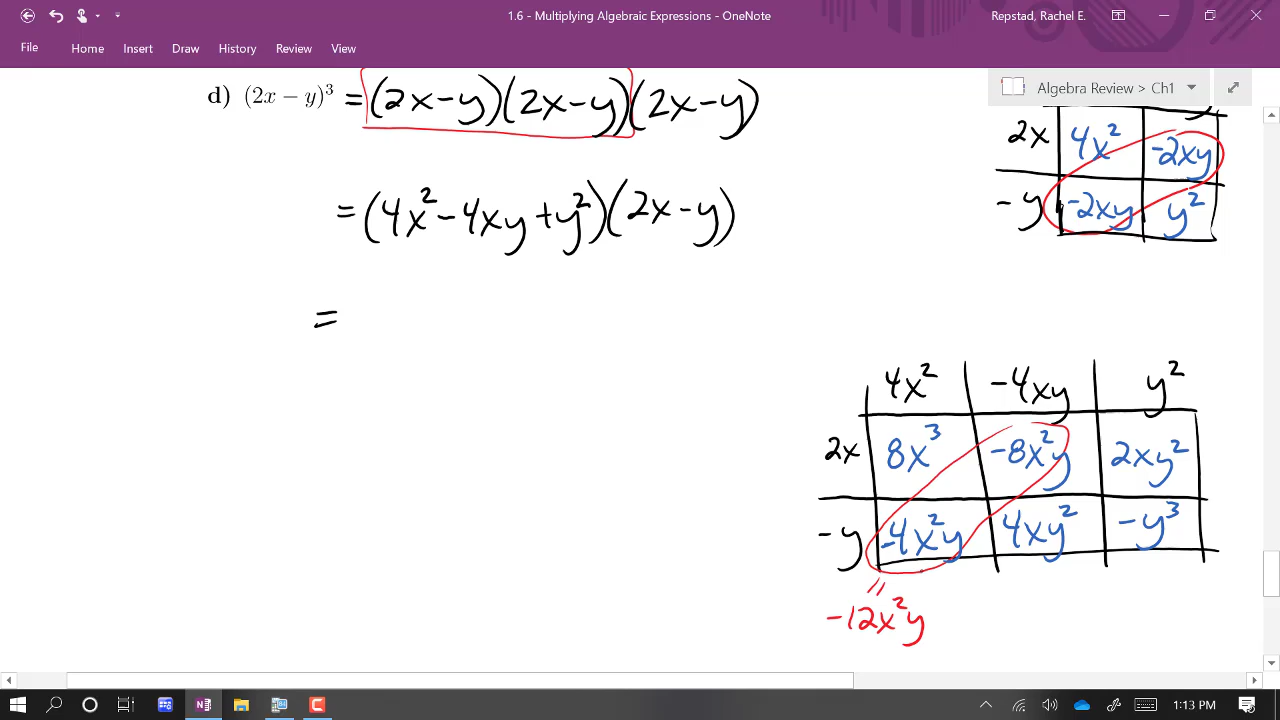 1.6 - Multiplying Algebraic Expressions - OneNote
Repstad, Rachel E.
File Home Insert Draw History Review View
Algebra Review > Ch1
d) (2x − y)³ = (2x-y)(2x-y)(2x-y)
= (4x² - 4xy + y²)(2x - y)
=
2x 4x² -2xy
-y -2xy y²
4x² -4xy y²
2x 8x³ -8x²y 2xy²
-y -4x²y 4xy² -y³
=
-12x²y
1:13 PM